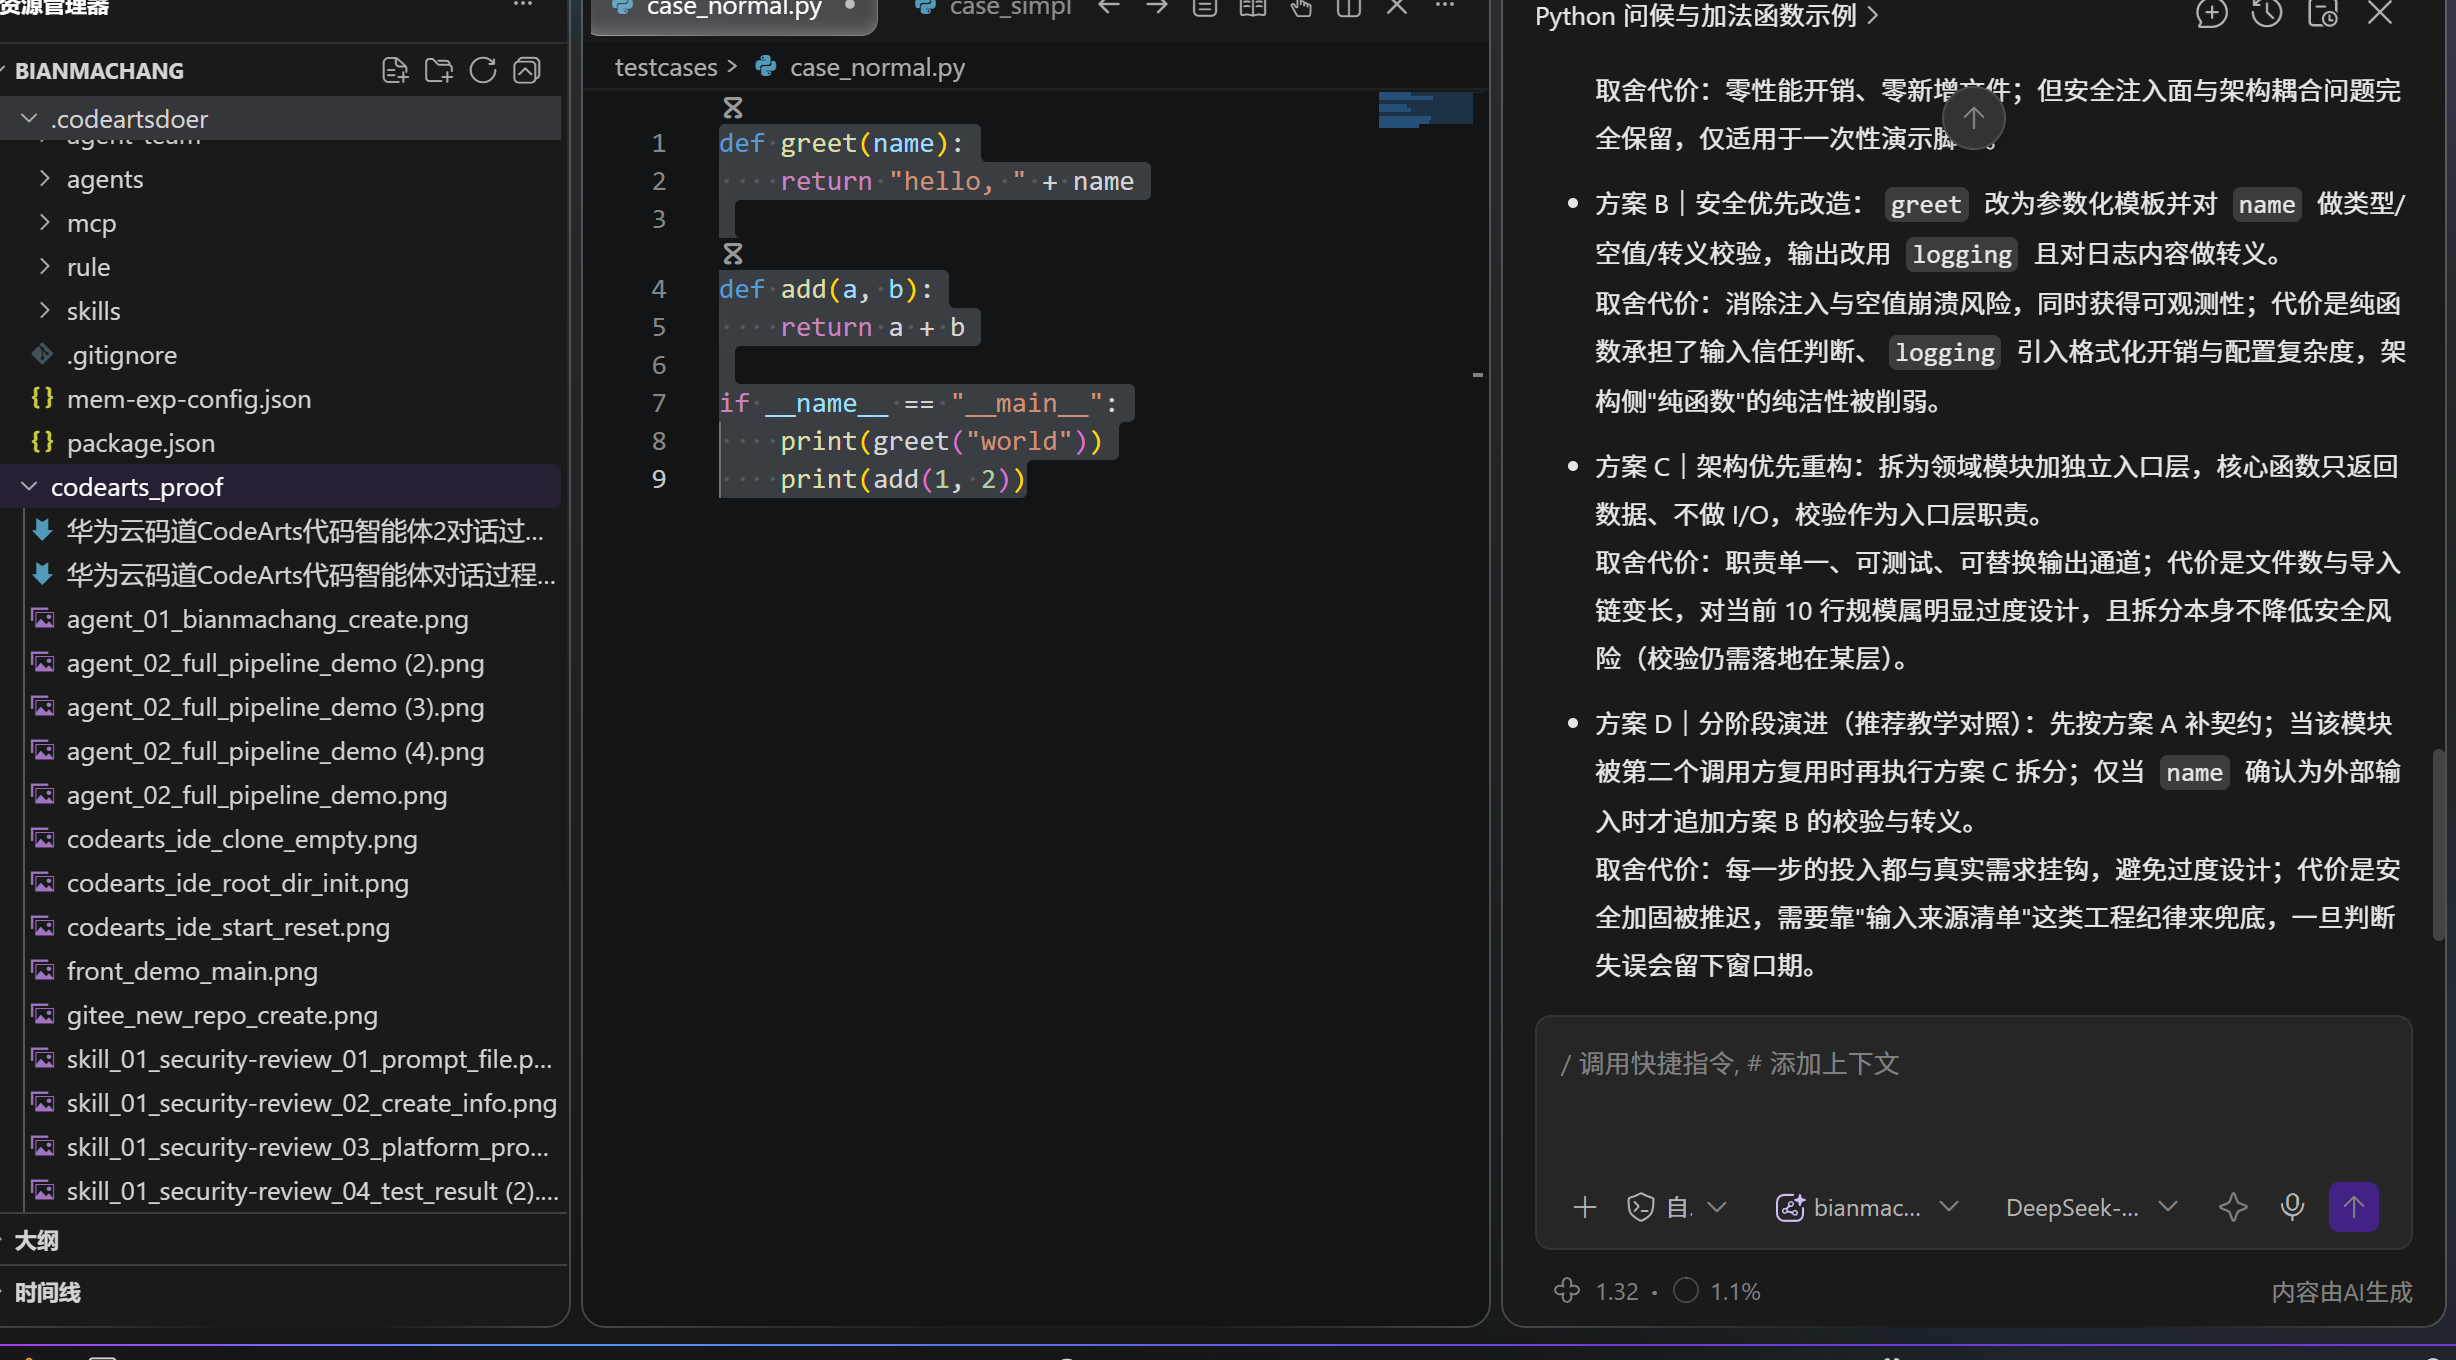 资源管理器
BIANMACHANG
.codeartsdoer
agent-team
agents
mcp
rule
skills
.gitignore
mem-exp-config.json
package.json
codearts_proof
华为云码道CodeArts代码智能体2对话过...
华为云码道CodeArts代码智能体对话过程...
agent_01_bianmachang_create.png
agent_02_full_pipeline_demo (2).png
agent_02_full_pipeline_demo (3).png
agent_02_full_pipeline_demo (4).png
agent_02_full_pipeline_demo.png
codearts_ide_clone_empty.png
codearts_ide_root_dir_init.png
codearts_ide_start_reset.png
front_demo_main.png
gitee_new_repo_create.png
skill_01_security-review_01_prompt_file.p...
skill_01_security-review_02_create_info.png
skill_01_security-review_03_platform_pro...
skill_01_security-review_04_test_result (2)....
大纲
时间线
case_normal.py
case_simpl
testcases > case_normal.py
1 def greet(name):
2 return "hello, " + name
3
4 def add(a, b):
5 return a + b
6
7 if __name__ == "__main__":
8 print(greet("world"))
9 print(add(1, 2))
Python 问候与加法函数示例
取舍代价：零性能开销、零新增文件；但安全注入面与架构耦合问题完
全保留，仅适用于一次性演示脚
方案 B｜安全优先改造： greet 改为参数化模板并对 name 做类型/
空值/转义校验，输出改用 logging 且对日志内容做转义。
取舍代价：消除注入与空值崩溃风险，同时获得可观测性；代价是纯函
数承担了输入信任判断、 logging 引入格式化开销与配置复杂度，架
构侧"纯函数"的纯洁性被削弱。
方案 C｜架构优先重构：拆为领域模块加独立入口层，核心函数只返回
数据、不做 I/O，校验作为入口层职责。
取舍代价：职责单一、可测试、可替换输出通道；代价是文件数与导入
链变长，对当前 10 行规模属明显过度设计，且拆分本身不降低安全风
险（校验仍需落地在某层）。
方案 D｜分阶段演进（推荐教学对照）：先按方案 A 补契约；当该模块
被第二个调用方复用时再执行方案 C 拆分；仅当 name 确认为外部输
入时才追加方案 B 的校验与转义。
取舍代价：每一步的投入都与真实需求挂钩，避免过度设计；代价是安
全加固被推迟，需要靠"输入来源清单"这类工程纪律来兜底，一旦判断
失误会留下窗口期。
/ 调用快捷指令, # 添加上下文
自.
bianmac...
DeepSeek-...
1.32 · 1.1%
内容由AI生成